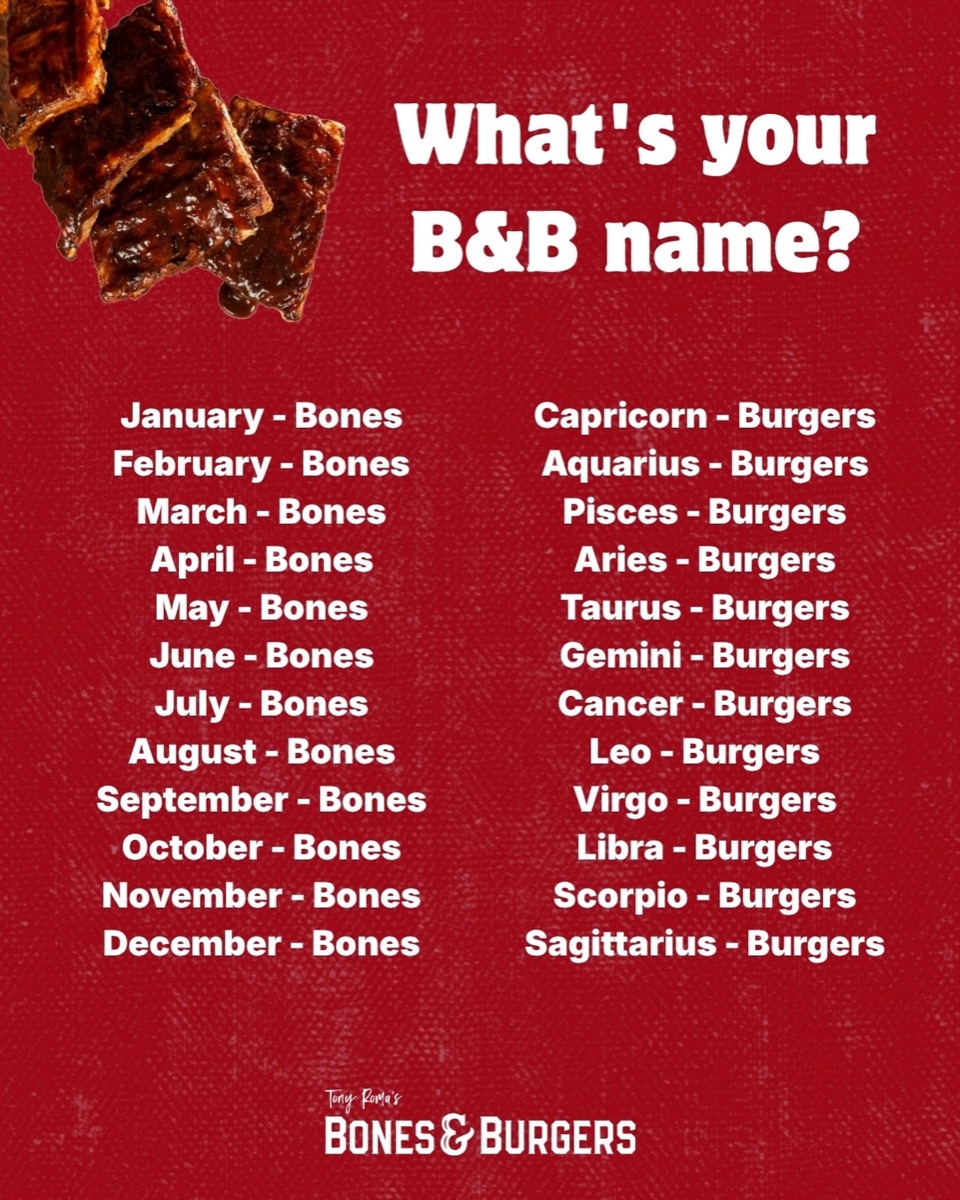 What's your
B&B name?
January - Bones
February - Bones
March - Bones
April - Bones
May - Bones
June - Bones
July - Bones
August - Bones
September - Bones
October - Bones
November - Bones
December - Bones
Capricorn - Burgers
Aquarius - Burgers
Pisces - Burgers
Aries - Burgers
Taurus - Burgers
Gemini - Burgers
Cancer - Burgers
Leo - Burgers
Virgo - Burgers
Libra - Burgers
Scorpio - Burgers
Sagittarius - Burgers
Tony Roma's
BONES & BURGERS